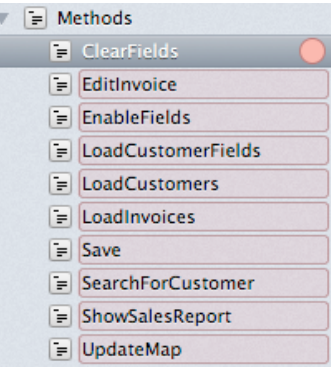 Methods
ClearFields
EditInvoice
EnableFields
LoadCustomerFields
LoadCustomers
LoadInvoices
Save
SearchForCustomer
ShowSalesReport
UpdateMap